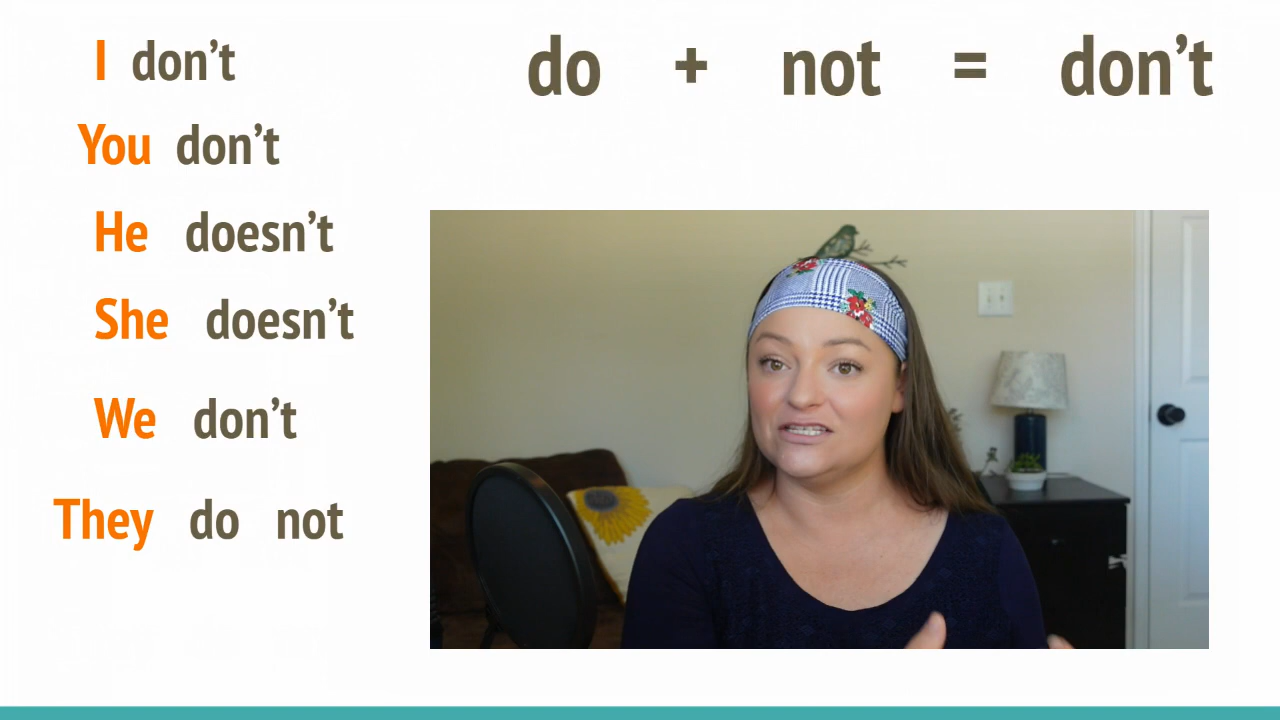 I don’t
You don’t
He doesn’t
She doesn’t
We don’t
They do not
do + not = don’t